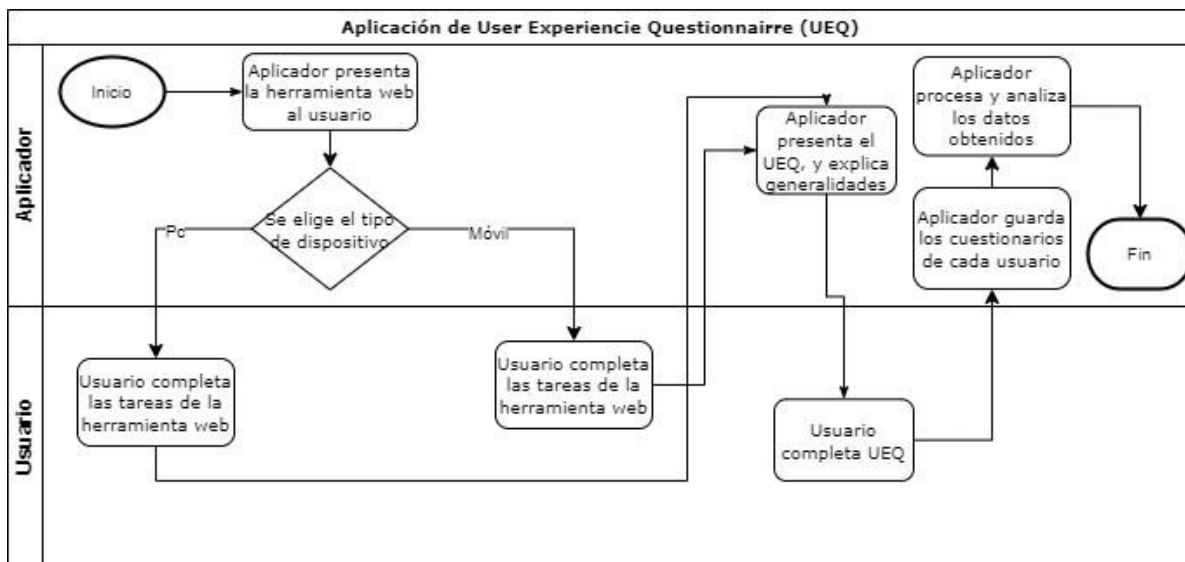 Aplicación de User Experiencie Questionnairre (UEQ)
Aplicador
Inicio
Aplicador presenta
la herramienta web
al usuario
Se elige el tipo
de dispositivo
Pc
Móvil
Aplicador
presenta el
UEQ, y explica
generalidades
Aplicador
procesa y analiza
los datos
obtenidos
Aplicador guarda
los cuestionarios
de cada usuario
Fin
Usuario
Usuario completa
las tareas de la
herramienta web
Usuario completa
las tareas de la
herramienta web
Usuario
completa UEQ